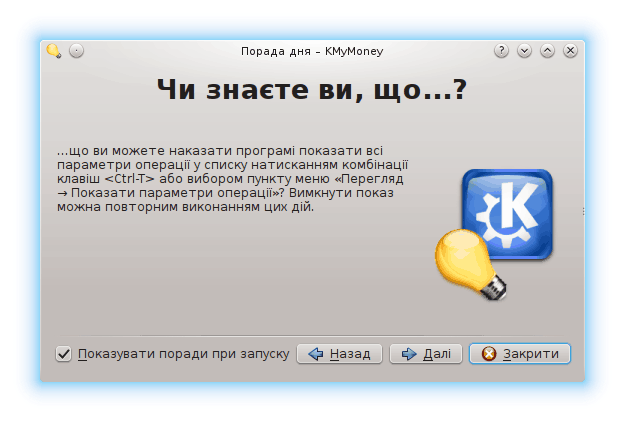 Порада дня – KMyMoney
Чи знаєте ви, що...?
...що ви можете наказати програмі показати всі
параметри операції у списку натисканням комбінації
клавіш <Ctrl-T> або вибором пункту меню «Перегляд
→ Показати параметри операції»? Вимкнути показ
можна повторним виконанням цих дій.
Показувати поради при запуску
Назад
Далі
Закрити